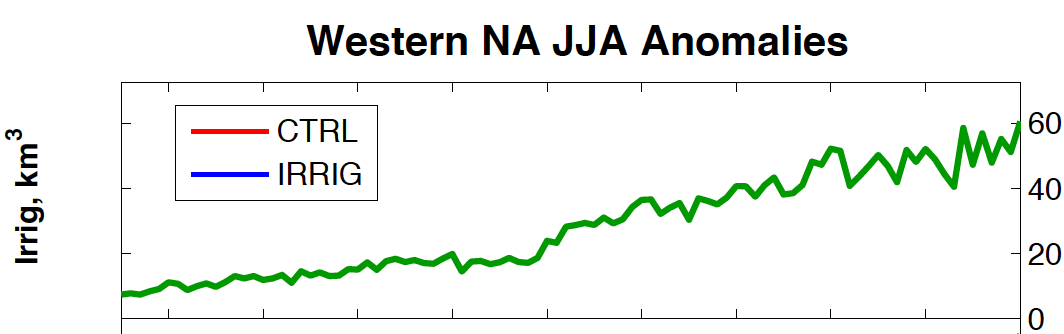 Western NA JJA Anomalies
Irrig, km³
CTRL
IRRIG
60
40
20
0